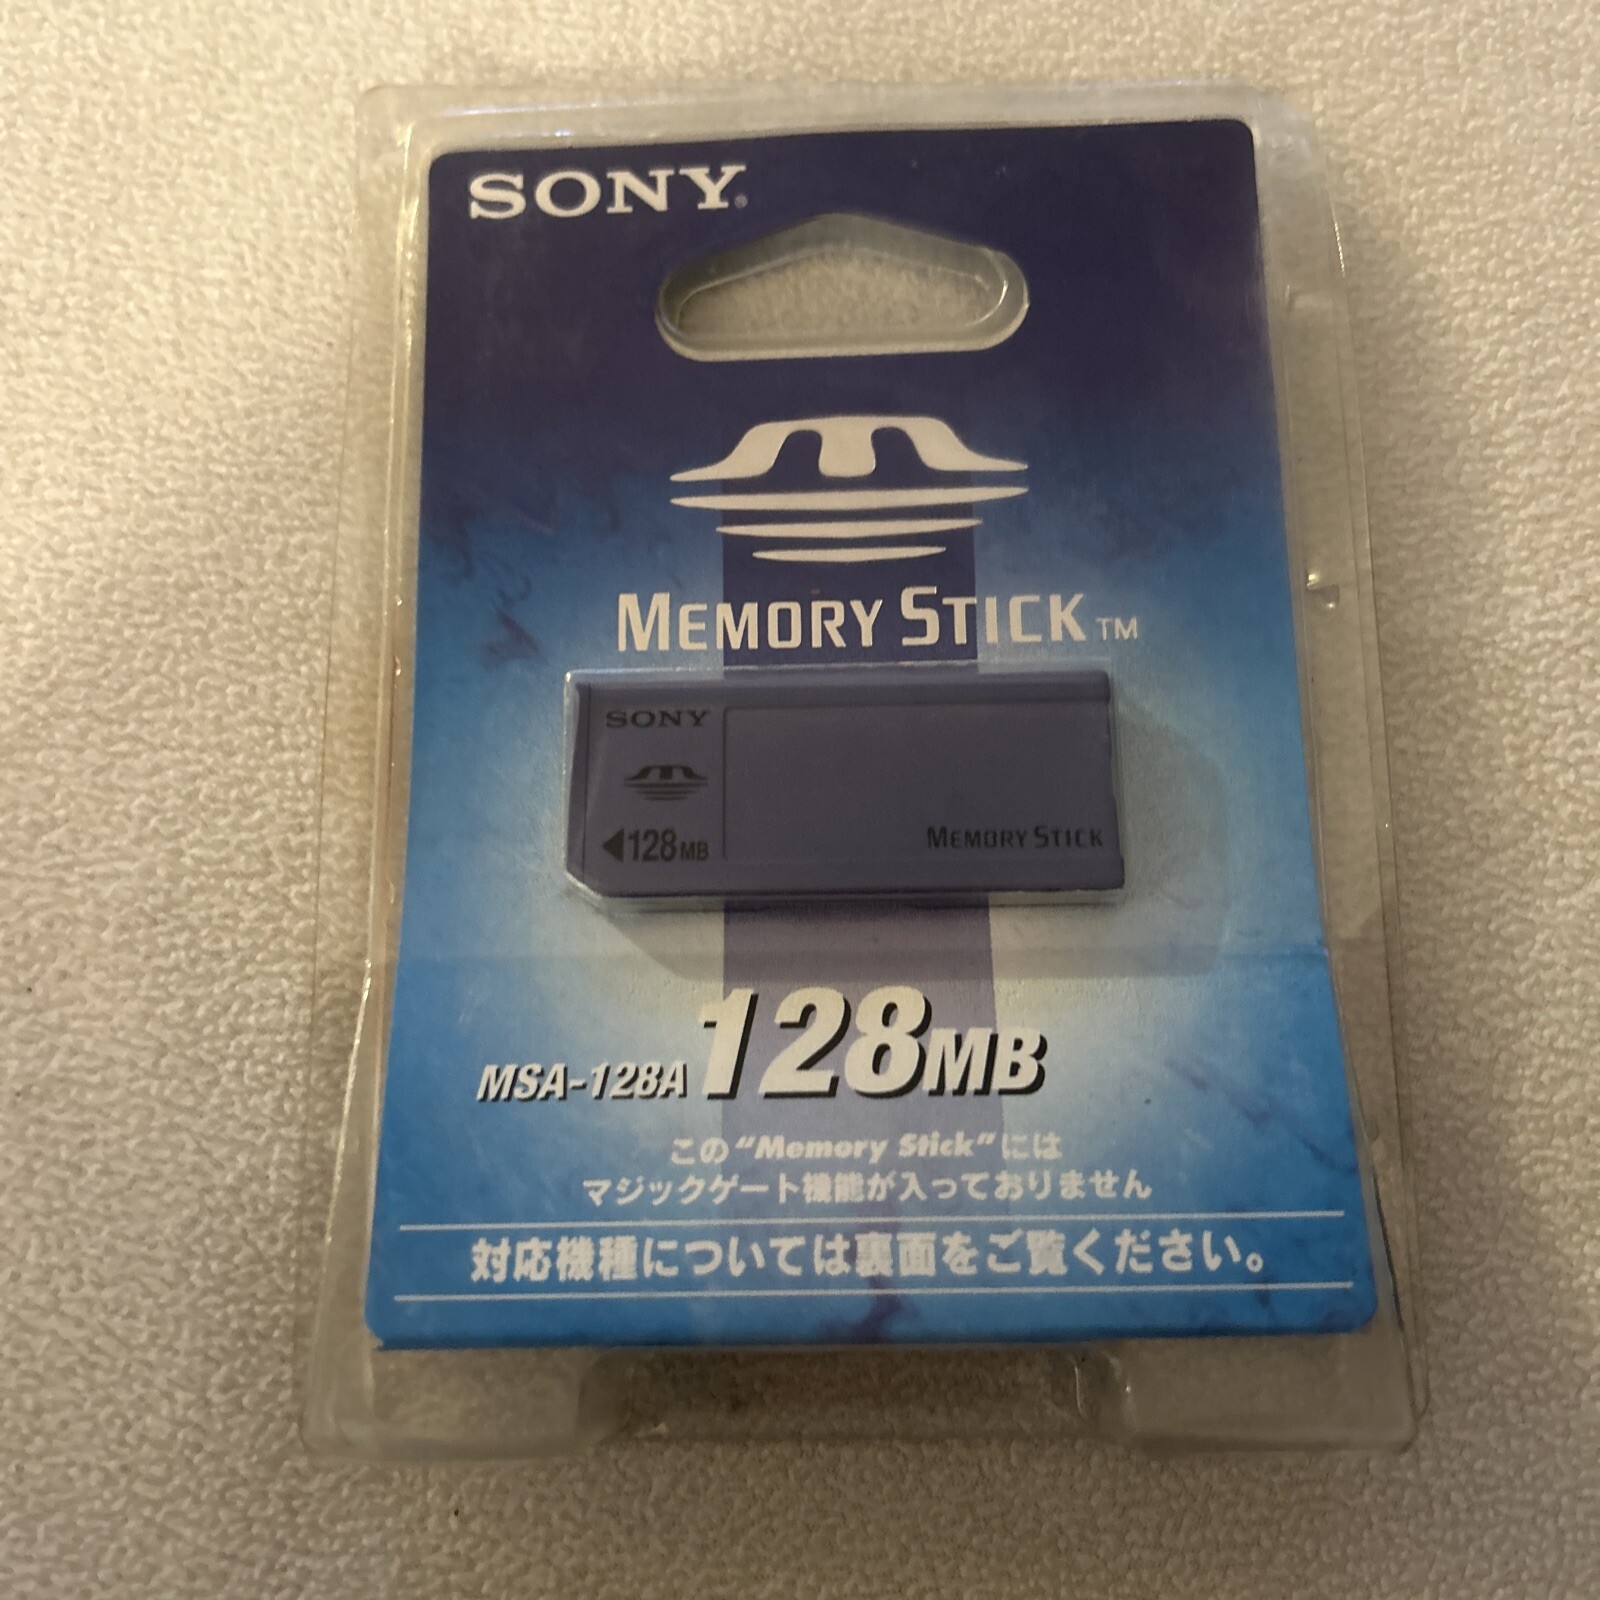 SONY®
MEMORY STICK™
SONY
◀128MB
MEMORY STICK
MSA-128A 128MB
この“Memory Stick”には
マジックゲート機能が入っておりません
対応機種については裏面をご覧ください。